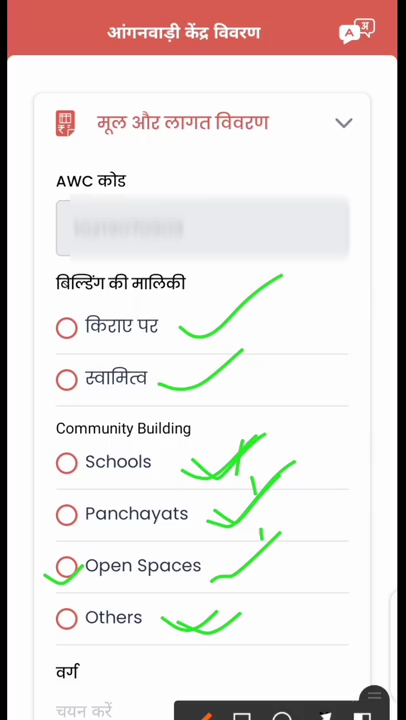 आंगनवाड़ी केंद्र विवरण
A अ
मूल और लागत विवरण
AWC कोड
बिल्डिंग की मालिकी
किराए पर
स्वामित्व
Community Building
Schools
Panchayats
Open Spaces
Others
वर्ग
चयन करें